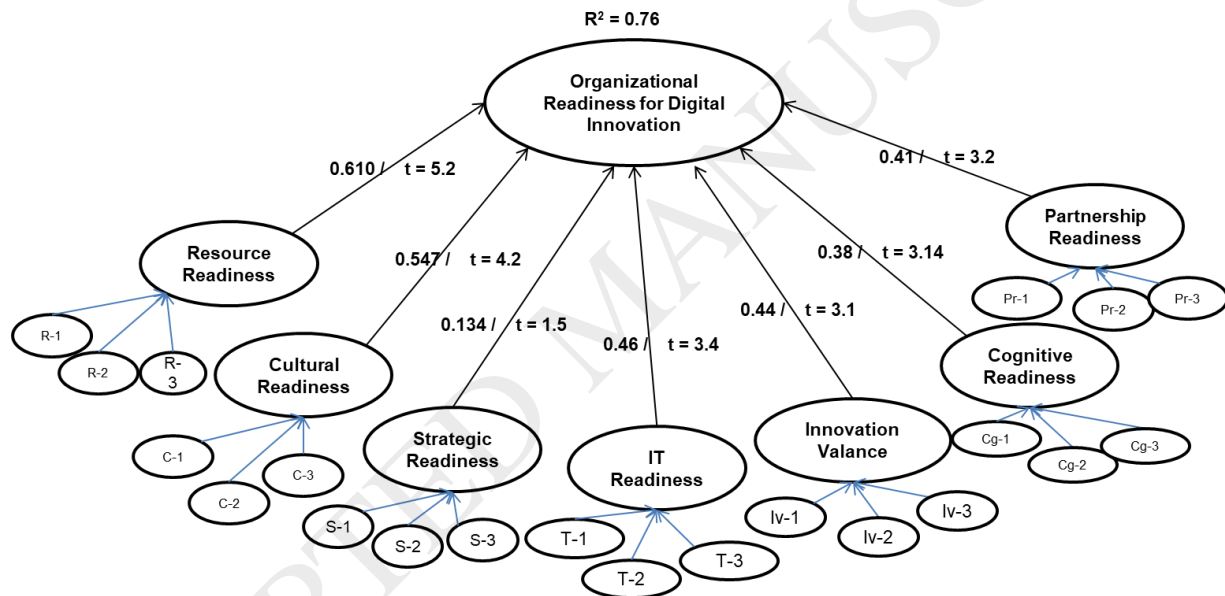 R² = 0.76
Organizational
Readiness for Digital
Innovation
0.610 / t = 5.2
0.41 / t = 3.2
Resource
Readiness
Partnership
Readiness
0.547 / t = 4.2
0.38 / t = 3.14
0.134 / t = 1.5
0.44 / t = 3.1
0.46 / t = 3.4
R-1
R-2
R-
3
Pr-1
Pr-2
Pr-3
Cultural
Readiness
Cognitive
Readiness
C-1
C-2
C-3
Strategic
Readiness
IT
Readiness
Innovation
Valance
Cg-1
Cg-2
Cg-3
S-1
S-2
S-3
T-1
T-2
T-3
Iv-1
Iv-2
Iv-3